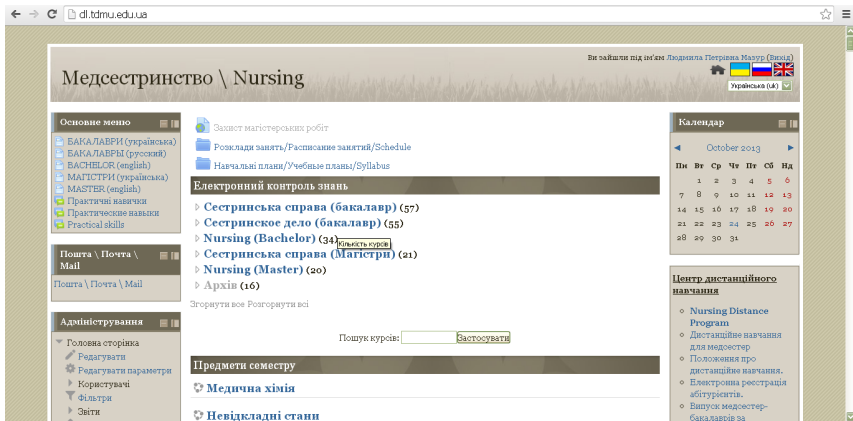 dl.tdmu.edu.ua
Ви зайшли під ім'ям Людмила Петрівна Мазур (Вихід)
Медсестринство \ Nursing
Українська (uk)
Основне меню
БАКАЛАВРИ (українська)
БАКАЛАВРЫ (русский)
BACHELOR (english)
МАГІСТРИ (українська)
MASTER (english)
Практичні навички
Практические навыки
Practical skills
Пошта \ Почта \
Mail
Пошта \ Почта \ Mail
Адміністрування
Головна сторінка
Редагувати
Редагувати параметри
Користувачі
Фільтри
Звіти
Захист магістерських робіт
Розклади занять/Расписание занятий/Schedule
Навчальні плани/Учебные планы/Syllabus
Електронний контроль знань
Сестринська справа (бакалавр) (57)
Сестринское дело (бакалавр) (55)
Nursing (Bachelor) (34)
Кількість курсів
Сестринська справа (Магістри) (21)
Nursing (Master) (20)
Архів (16)
Згорнути все Розгорнути всі
Пошук курсів: Застосувати
Предмети семестру
Медична хімія
Невідкладні стани
Календар
October 2013
Пн Вт Ср Чт Пт Сб Нд
1 2 3 4 5 6
7 8 9 10 11 12 13
14 15 16 17 18 19 20
21 22 23 24 25 26 27
28 29 30 31
Центр дистанційного
навчання
Nursing Distance
Program
Дистанційне навчання
для медсестер
Положення про
дистанційне навчання.
Електронна реєстрація
абітурієнтів.
Випуск медсестер-
бакалаврів за